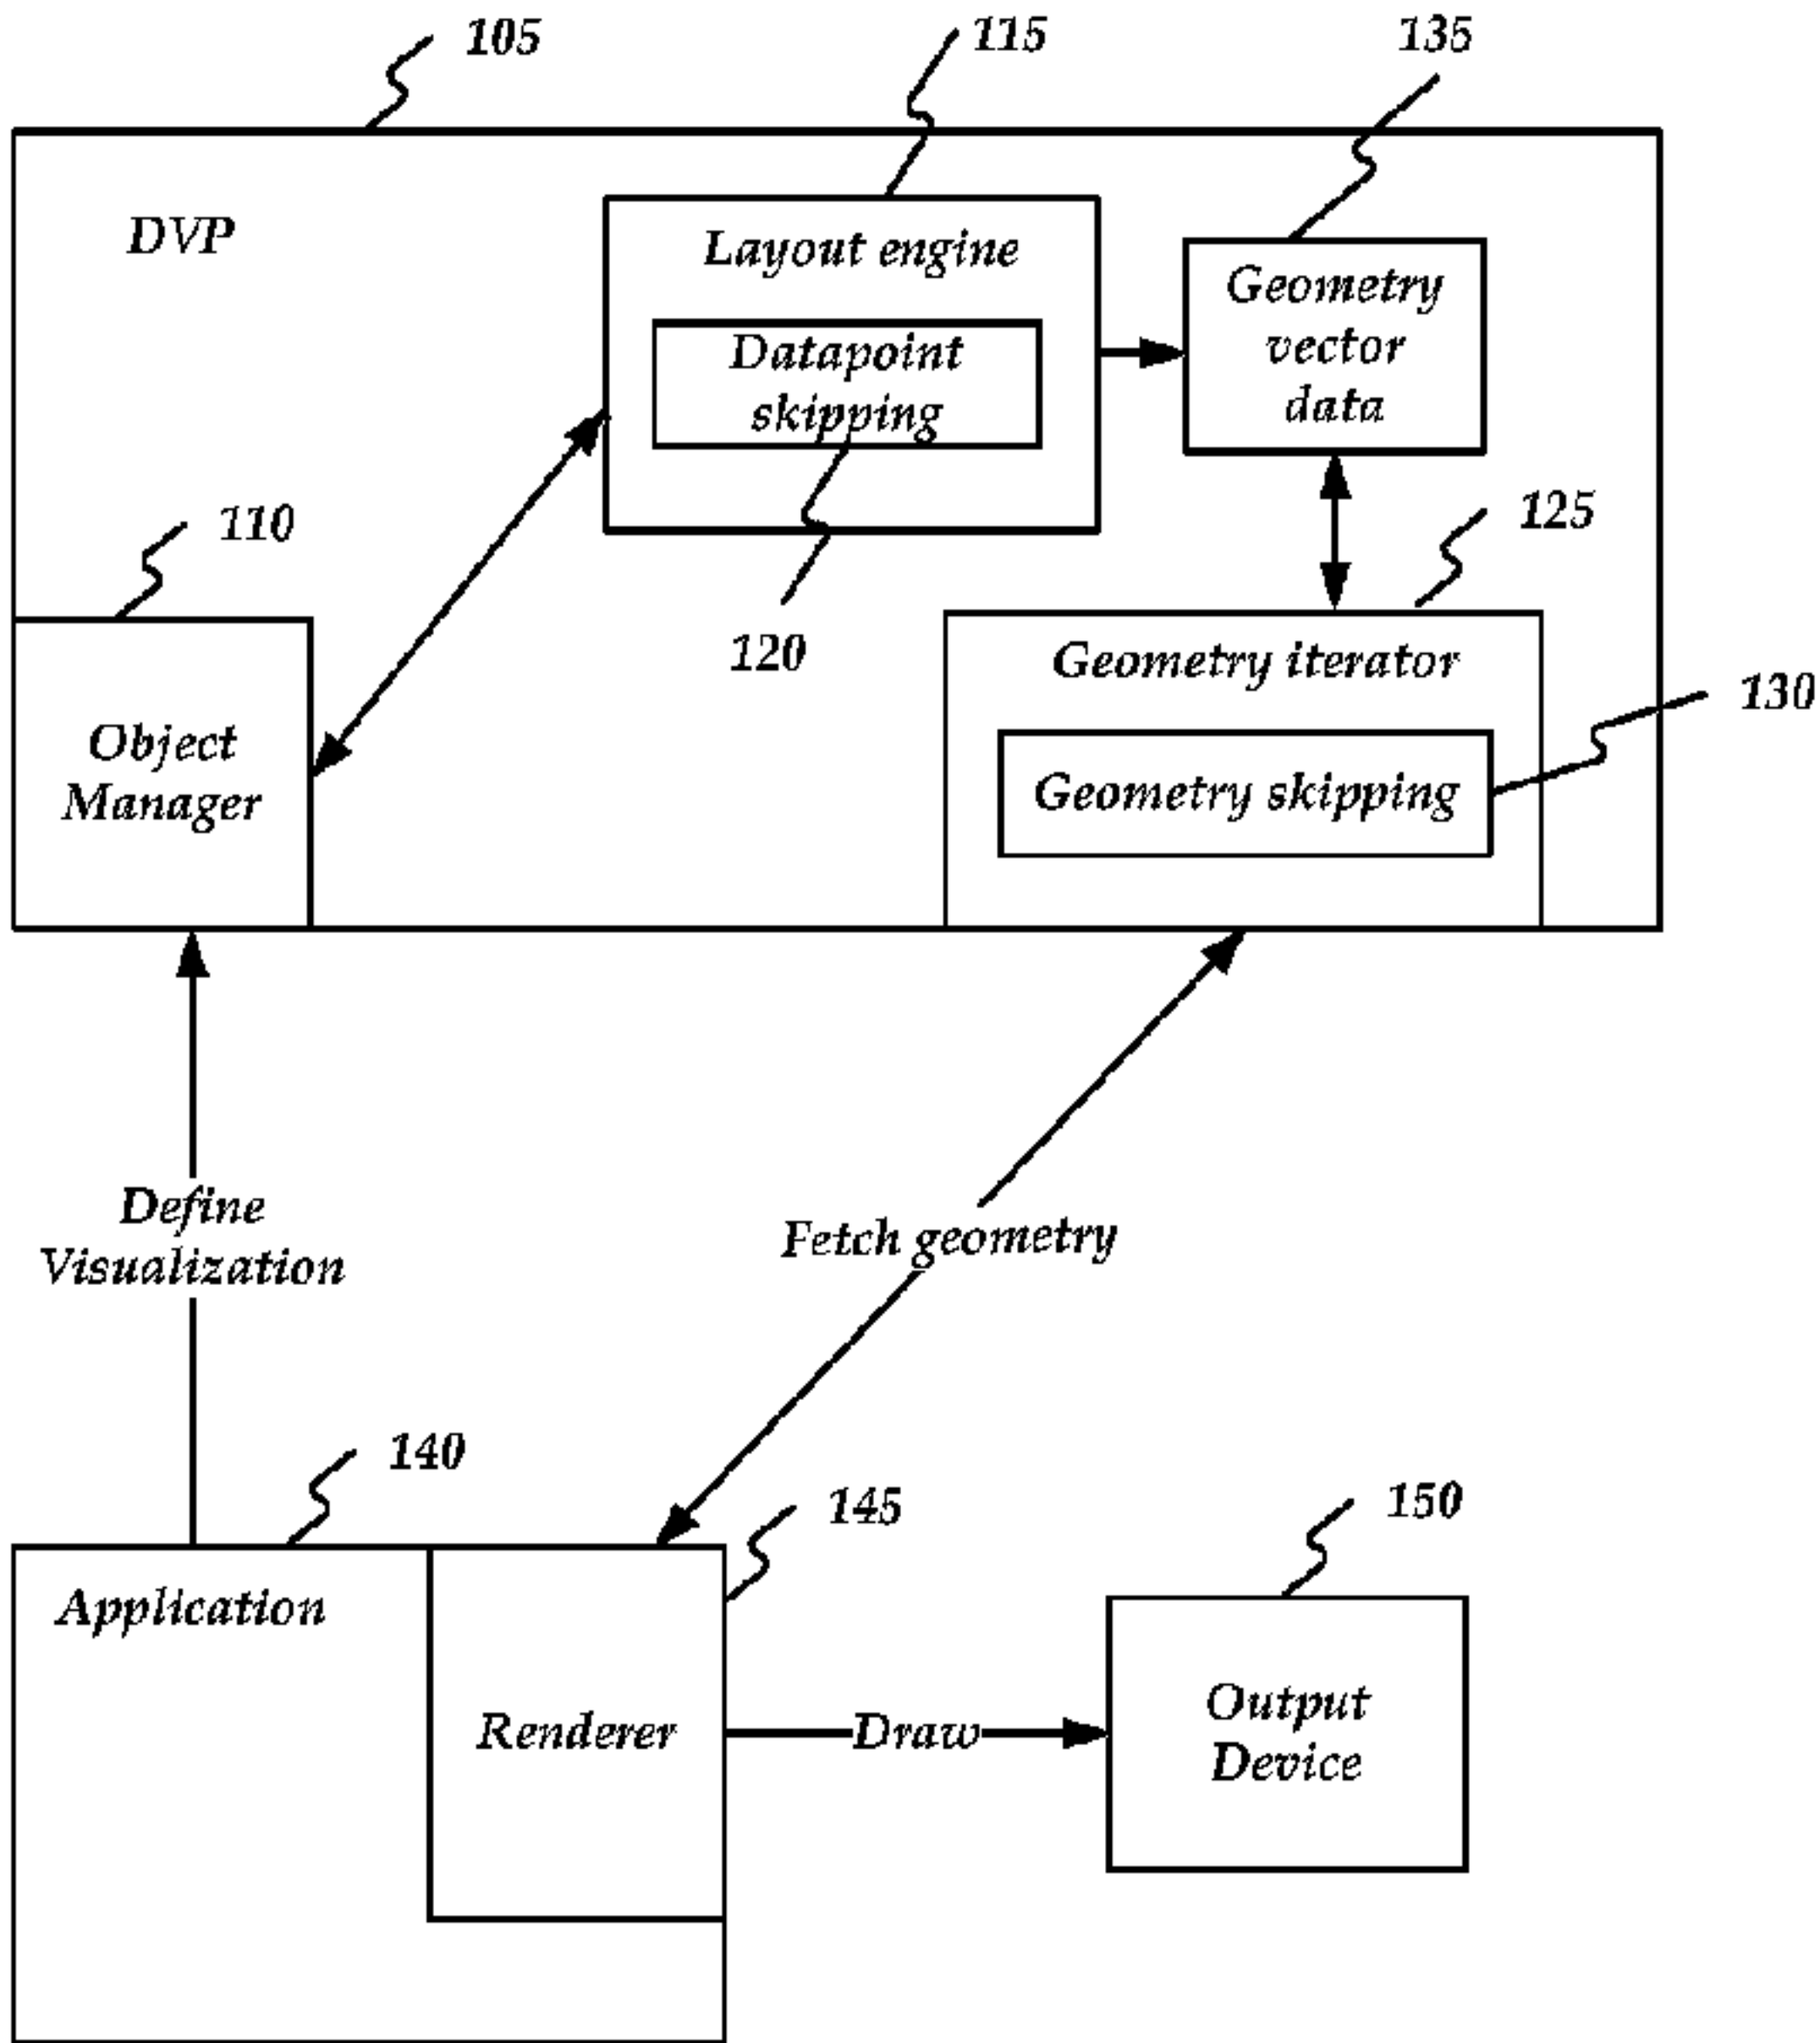 105
115
135
DVP
Layout engine
Datapoint
skipping
Geometry
vector
data
110
125
120
Object
Manager
Geometry iterator
130
Geometry skipping
Define
Visualization
Fetch geometry
140
145
150
Application
Renderer
Draw
Output
Device